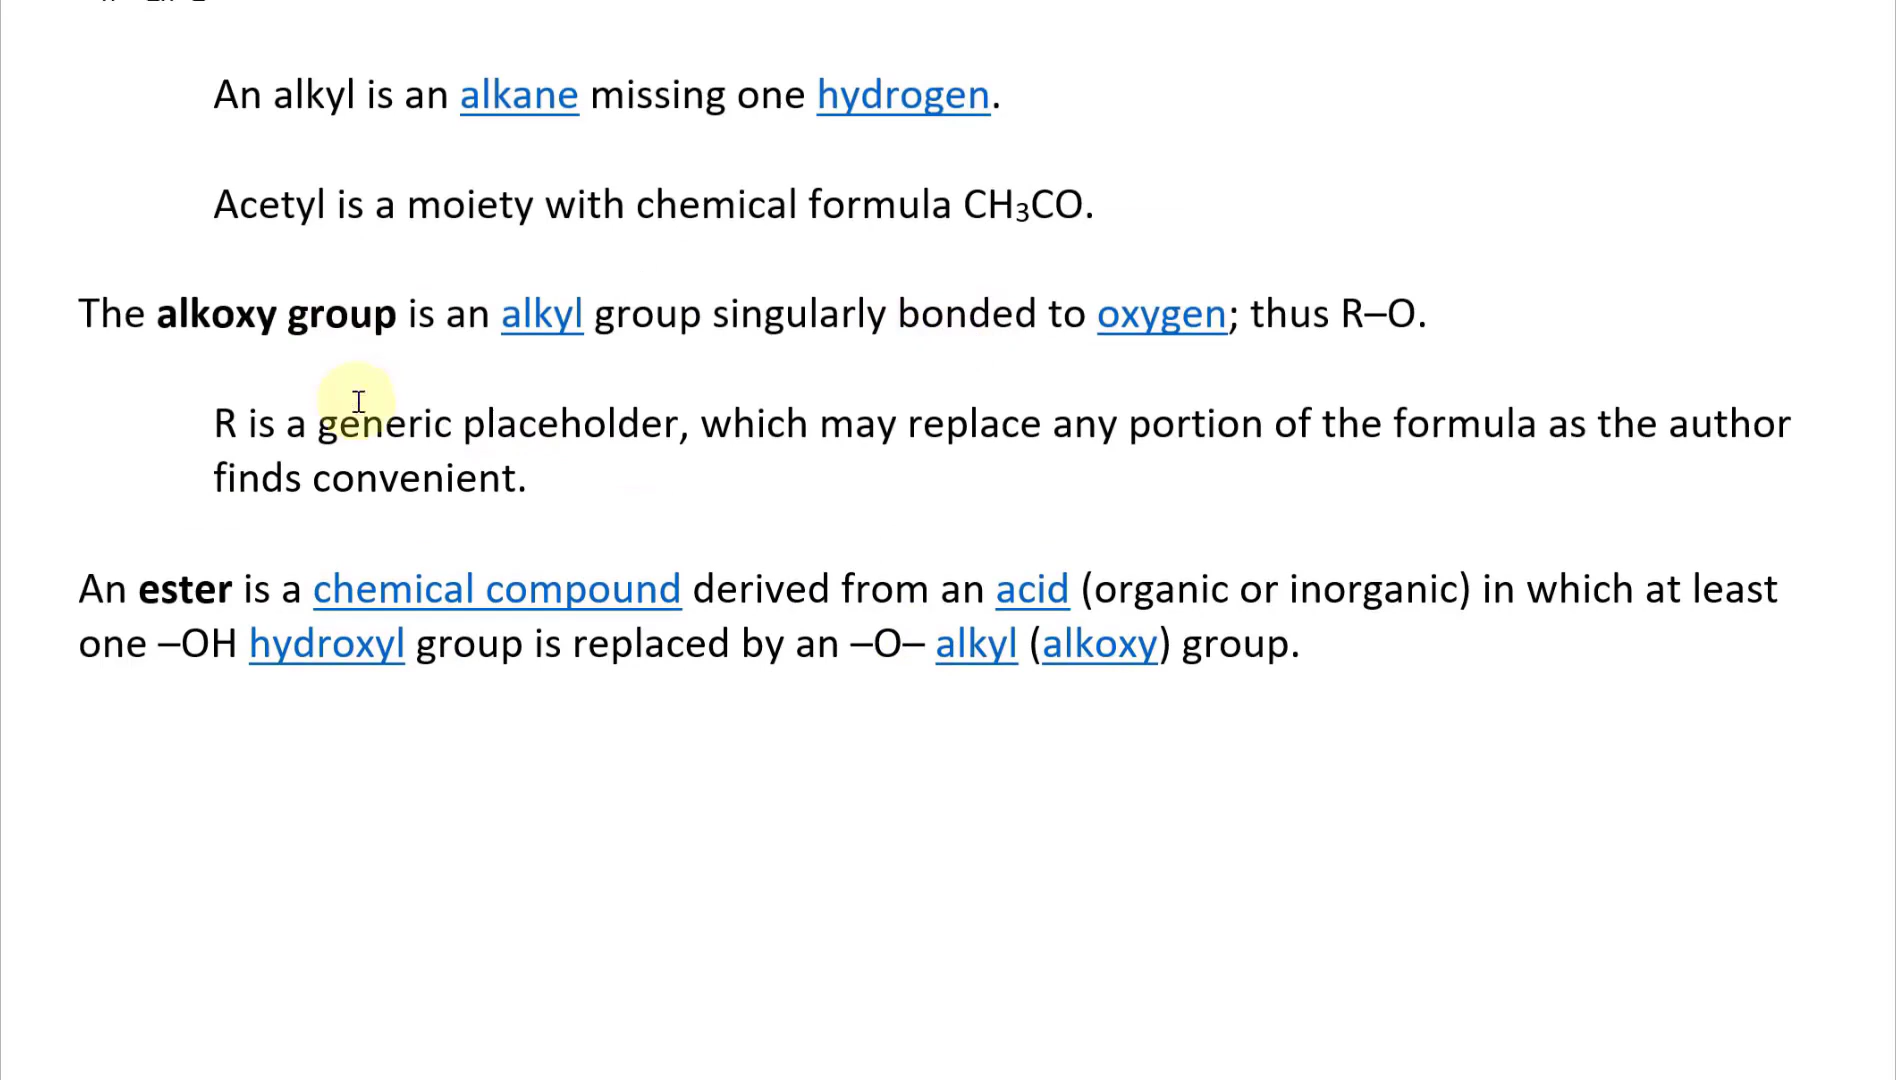 An alkyl is an alkane missing one hydrogen.
Acetyl is a moiety with chemical formula CH₃CO.
The alkoxy group is an alkyl group singularly bonded to oxygen; thus R–O.
R is a generic placeholder, which may replace any portion of the formula as the author
finds convenient.
An ester is a chemical compound derived from an acid (organic or inorganic) in which at least
one –OH hydroxyl group is replaced by an –O– alkyl (alkoxy) group.